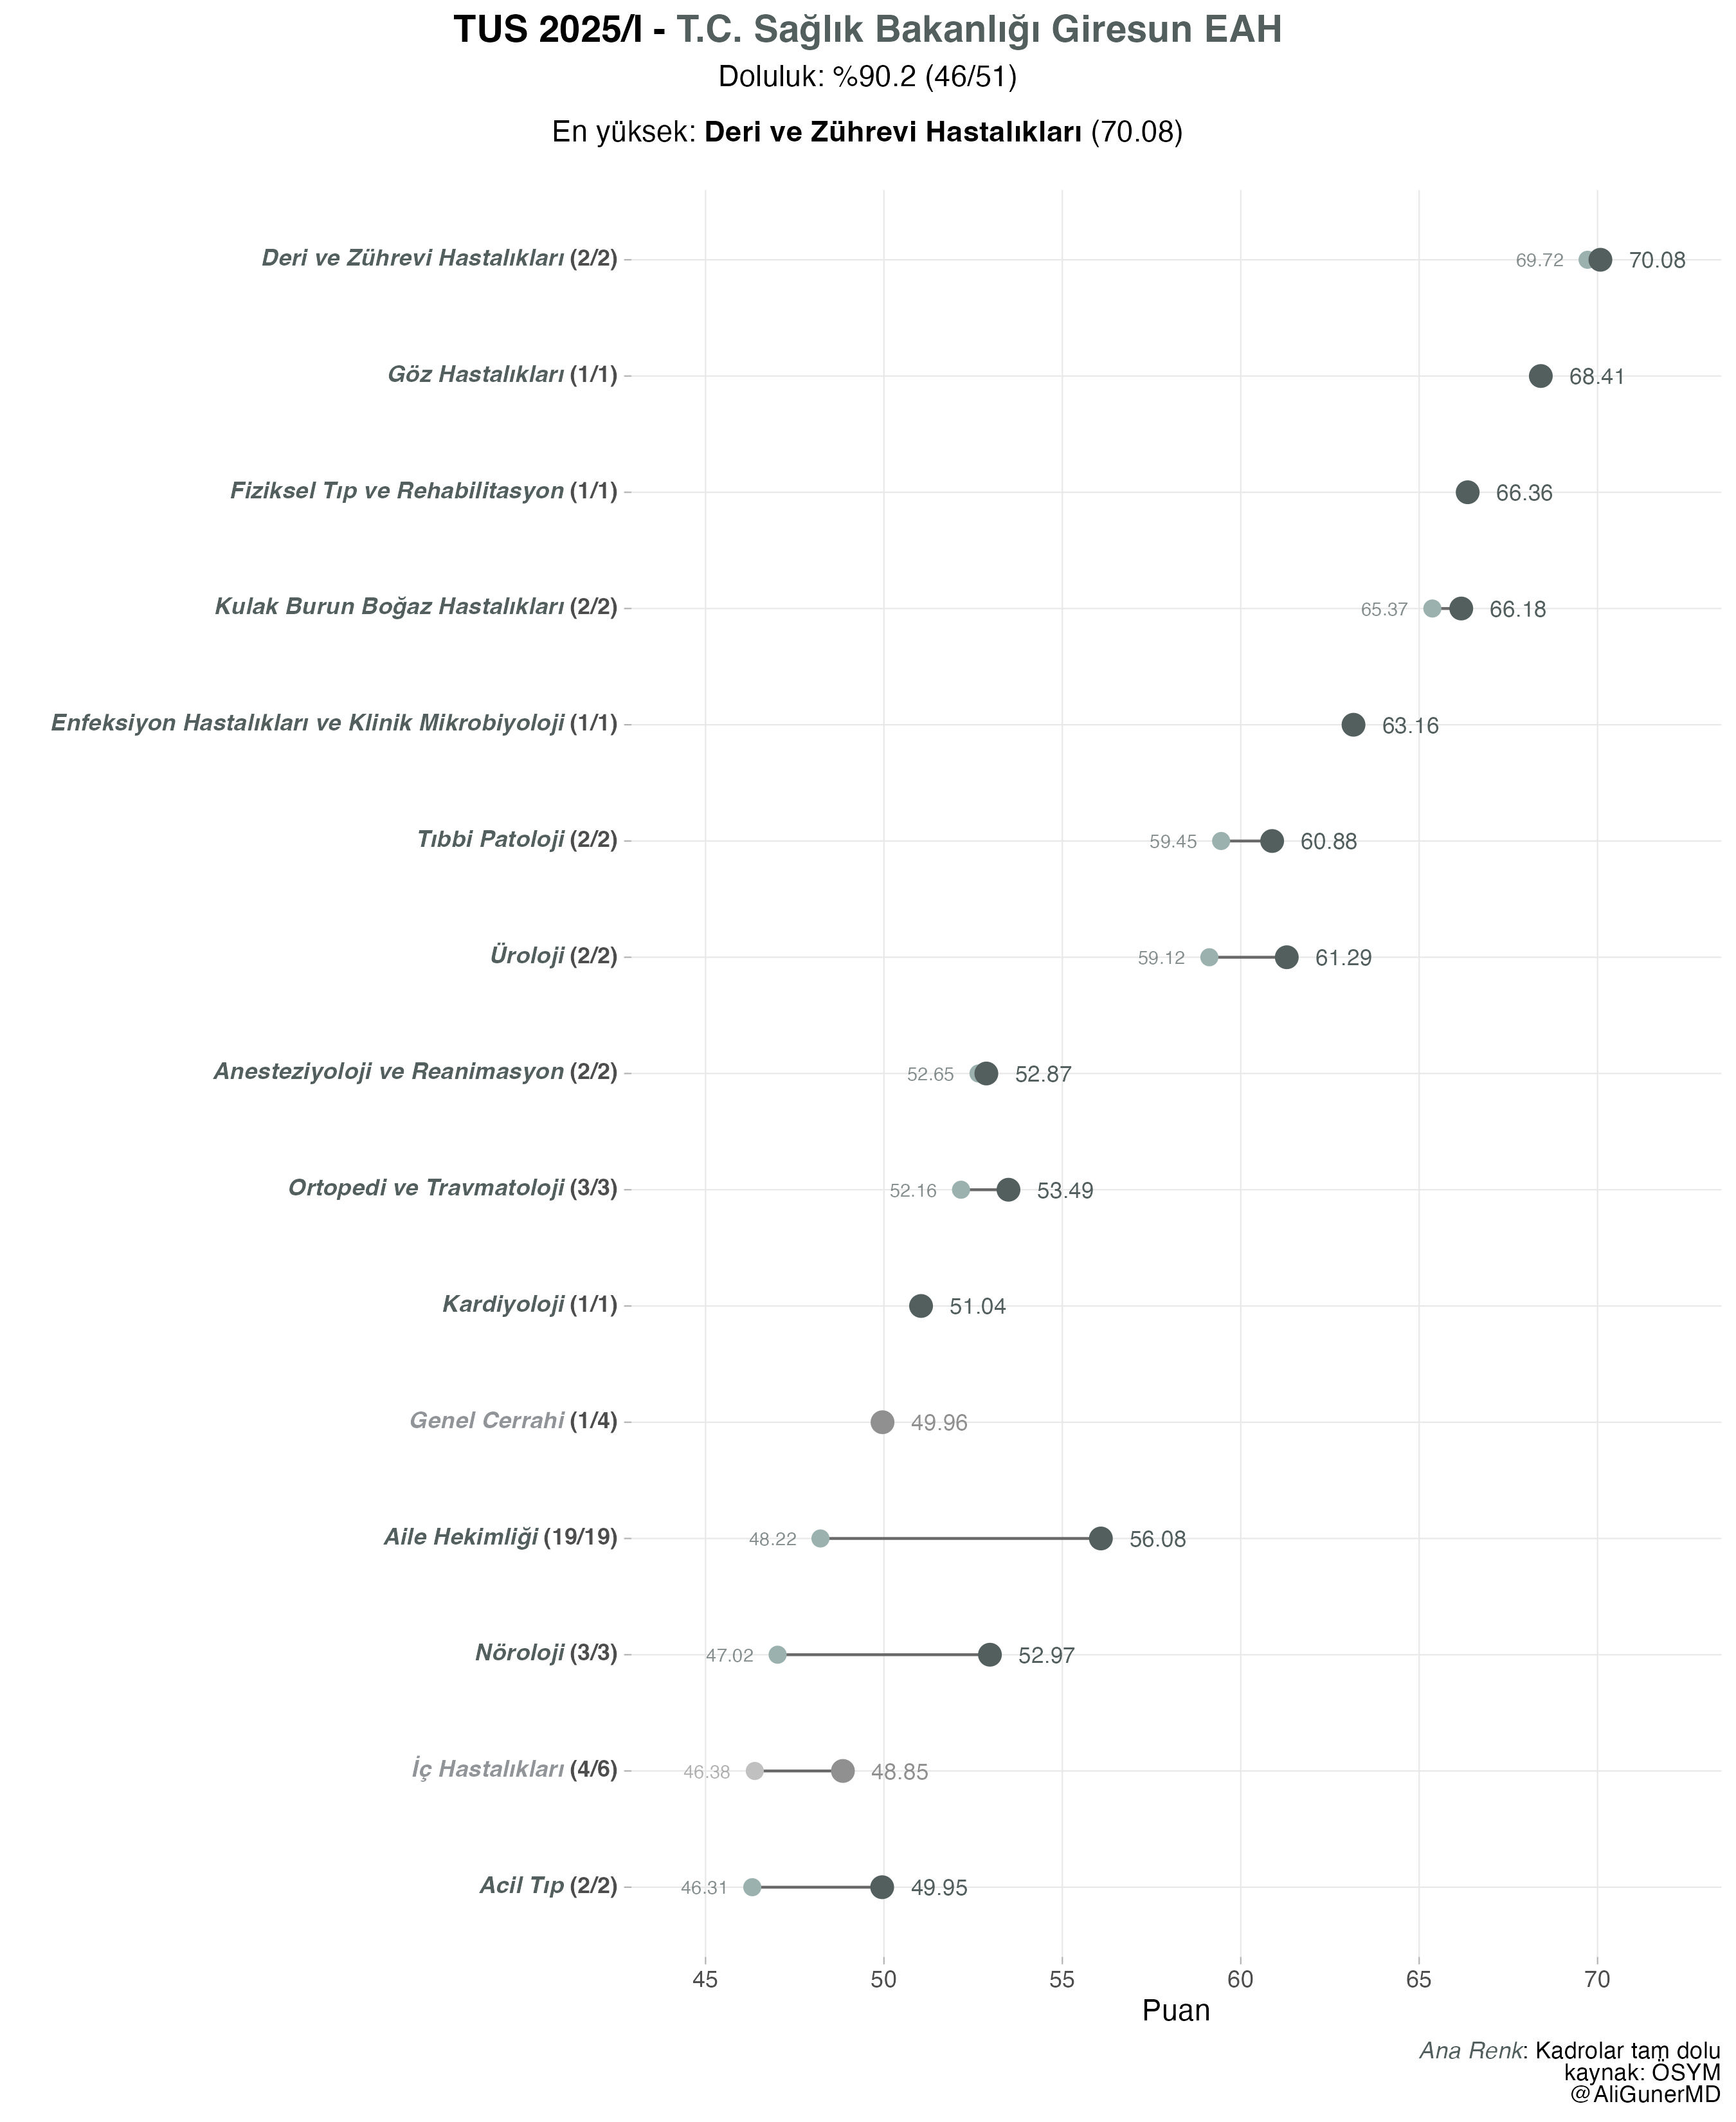 TUS 2025/I - T.C. Sağlık Bakanlığı Giresun EAH
Doluluk: %90.2 (46/51)
En yüksek: Deri ve Zührevi Hastalıkları (70.08)
Deri ve Zührevi Hastalıkları (2/2) 69.72 70.08
Göz Hastalıkları (1/1) 68.41
Fiziksel Tıp ve Rehabilitasyon (1/1) 66.36
Kulak Burun Boğaz Hastalıkları (2/2) 65.37 66.18
Enfeksiyon Hastalıkları ve Klinik Mikrobiyoloji (1/1) 63.16
Tıbbi Patoloji (2/2) 59.45 60.88
Üroloji (2/2) 59.12 61.29
Anesteziyoloji ve Reanimasyon (2/2) 52.65 52.87
Ortopedi ve Travmatoloji (3/3) 52.16 53.49
Kardiyoloji (1/1) 51.04
Genel Cerrahi (1/4) 49.96
Aile Hekimliği (19/19) 48.22 56.08
Nöroloji (3/3) 47.02 52.97
İç Hastalıkları (4/6) 46.38 48.85
Acil Tıp (2/2) 46.31 49.95
45 50 55 60 65 70
Puan
Ana Renk: Kadrolar tam dolu
kaynak: ÖSYM
@AliGunerMD